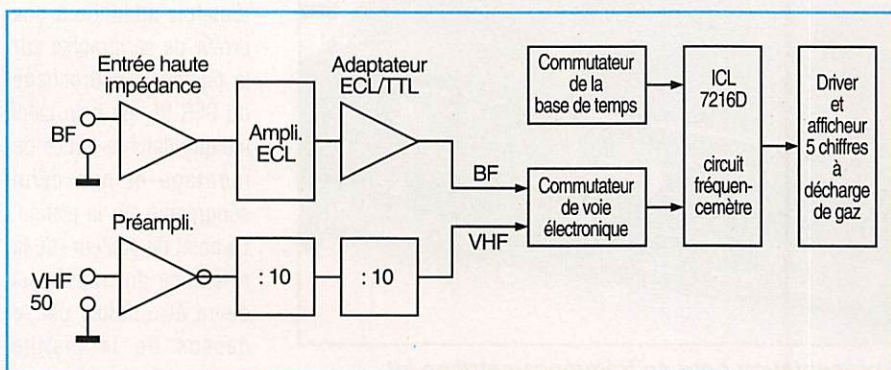 Entrée haute
impédance
BF
Ampli.
ECL
Adaptateur
ECL/TTL
BF
VHF
Préampli.
VHF
50
: 10
: 10
Commutateur
de la
base de temps
Commutateur
de voie
électronique
ICL
7216D
circuit
fréquen-
cemètre
Driver
et
afficheur
5 chiffres
à
décharge
de gaz